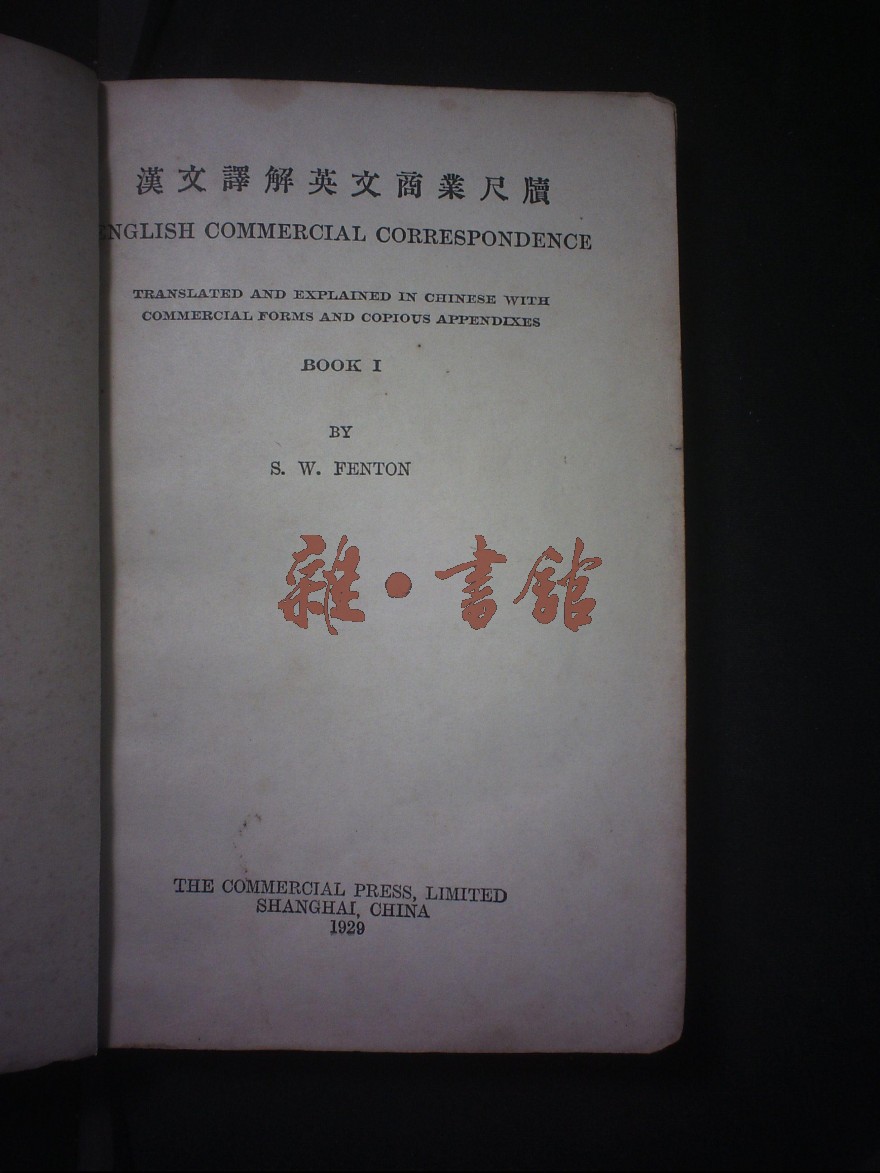 漢文譯解英文商業尺牘
ENGLISH COMMERCIAL CORRESPONDENCE
TRANSLATED AND EXPLAINED IN CHINESE WITH
COMMERCIAL FORMS AND COPIOUS APPENDIXES
BOOK I
BY
S. W. FENTON
雜·書館
THE COMMERCIAL PRESS, LIMITED
SHANGHAI, CHINA
1929